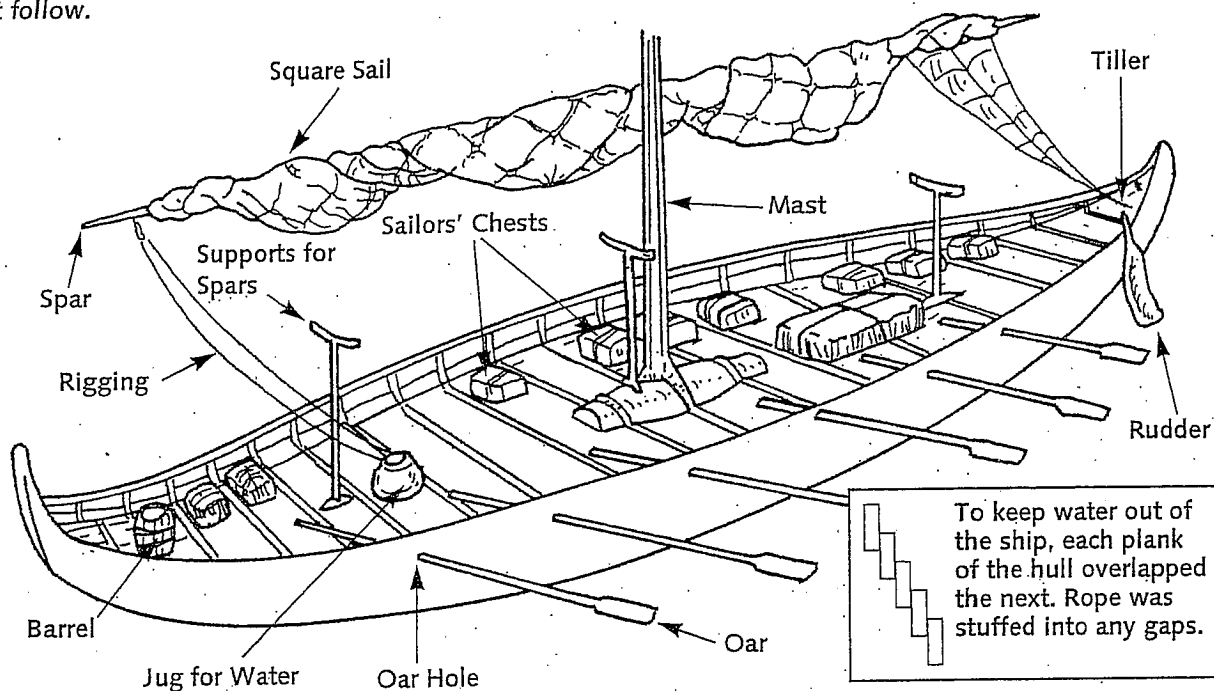 t follow.
Square Sail
Tiller
Mast
Sailors' Chests
Supports for
Spars
Spar
Rigging
Rudder
To keep water out of
the ship, each plank
of the hull overlapped
the next. Rope was
stuffed into any gaps.
Barrel
Oar
Jug for Water
Oar Hole